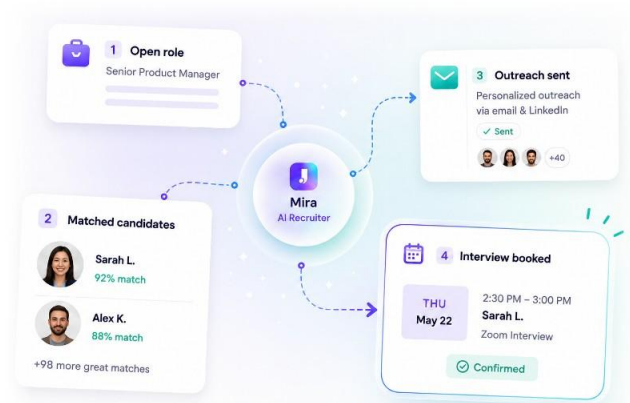 1 Open role
Senior Product Manager
3 Outreach sent
Personalized outreach
via email & LinkedIn
Sent
+40
J
Mira
AI Recruiter
2 Matched candidates
Sarah L.
92% match
Alex K.
88% match
+98 more great matches
4 Interview booked
THU
May 22
2:30 PM – 3:00 PM
Sarah L.
Zoom Interview
Confirmed